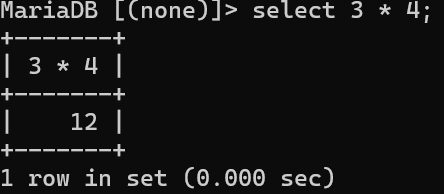 MariaDB [(none)]> select 3 * 4;
+-------+
| 3 * 4 |
+-------+
|    12 |
+-------+
1 row in set (0.000 sec)